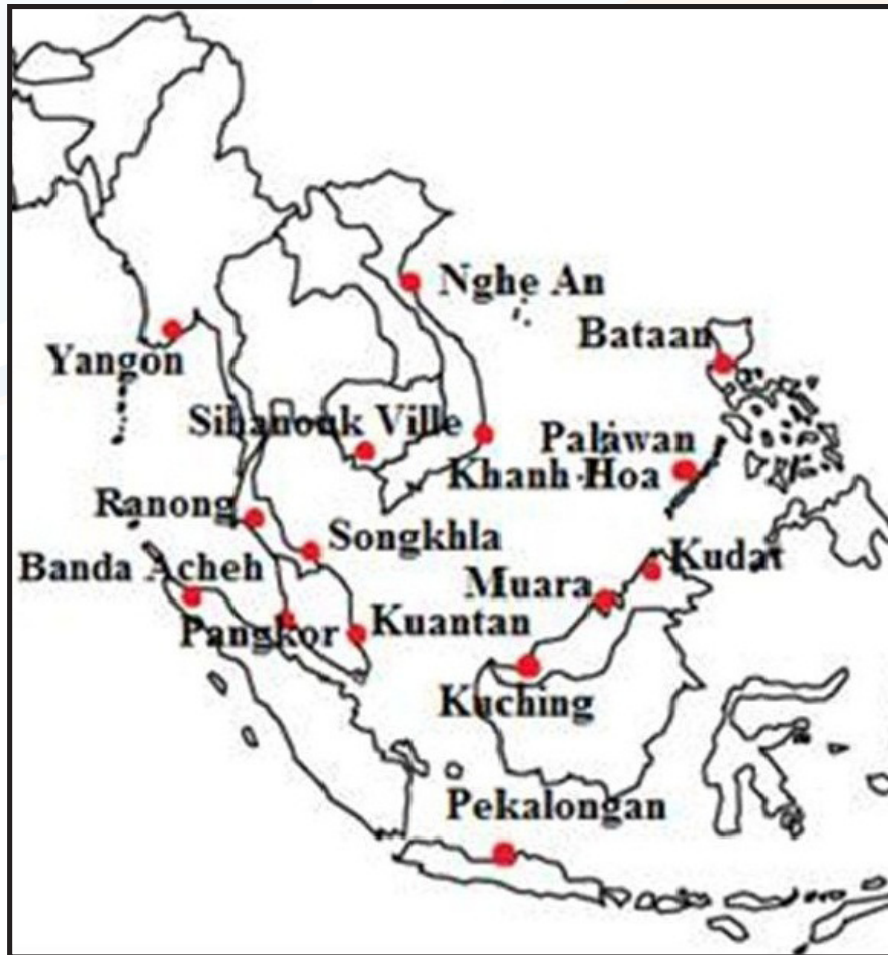 Nghe An
Bataan
Yangon
Sihanouk Ville
Palawan
Khanh-Hoa
Ranong
Songkhla
Kudat
Banda Acheh
Muara
Pangkor
Kuantan
Kuching
Pekalongan